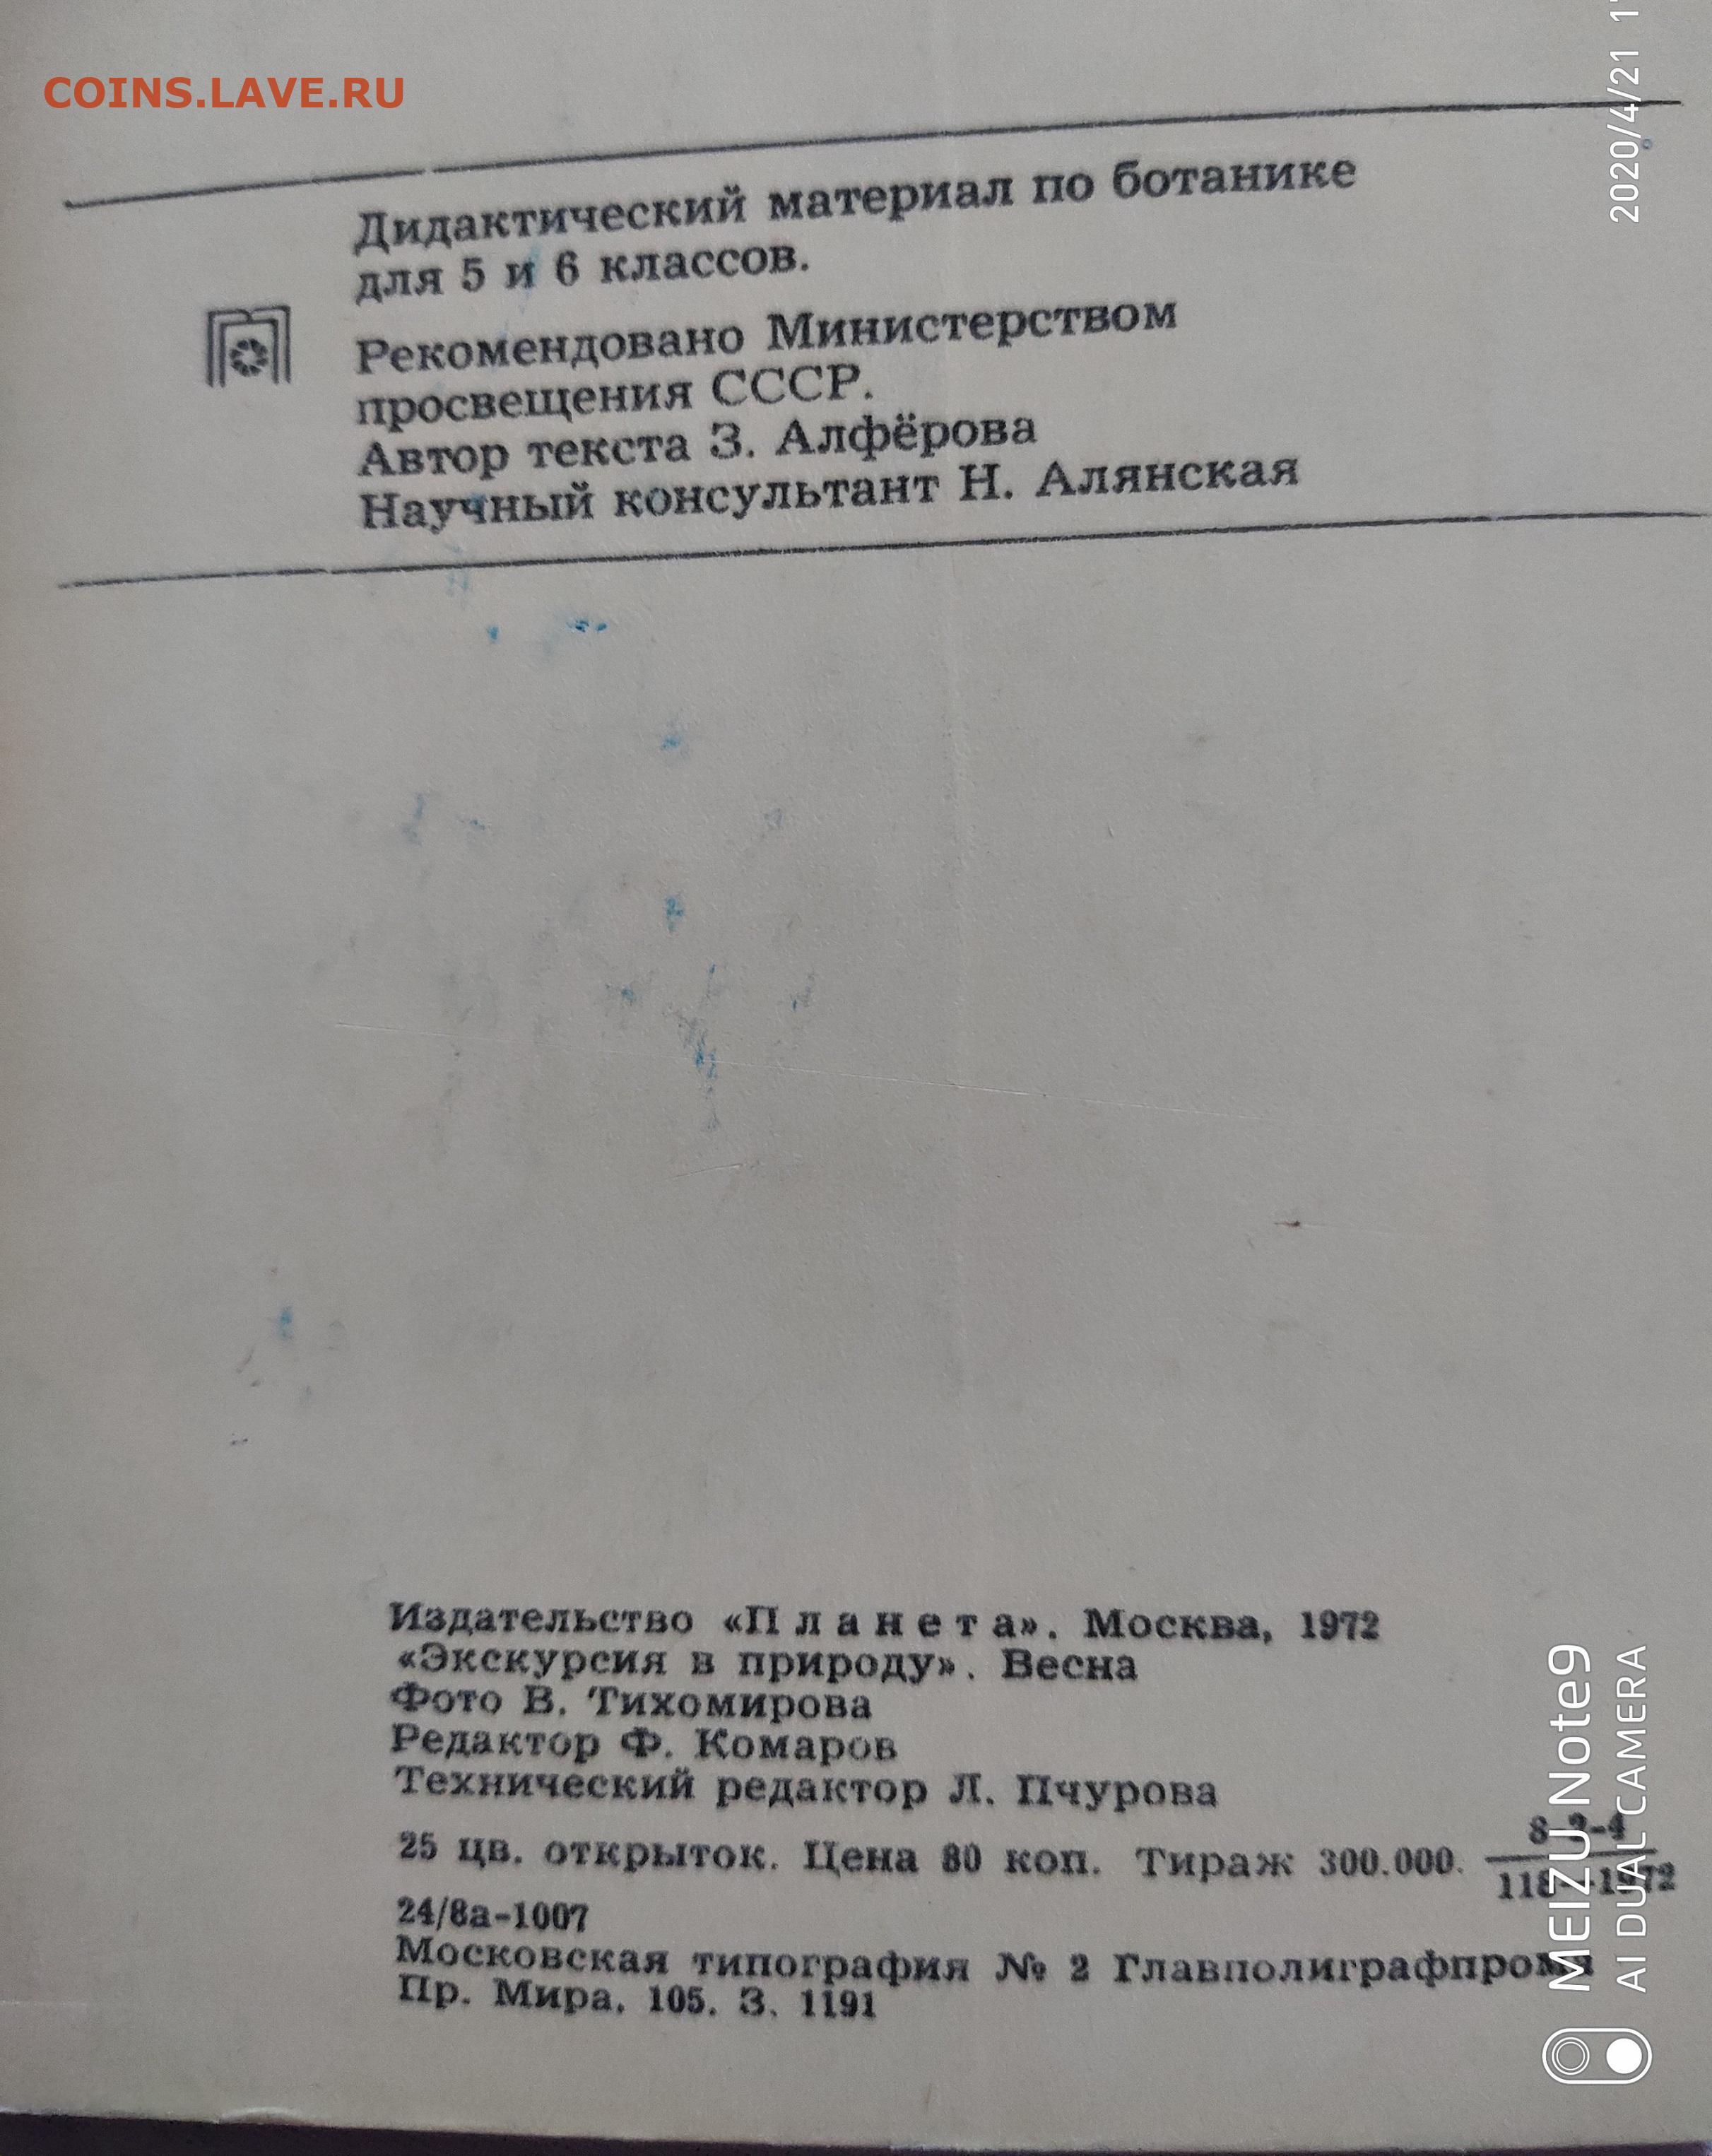 COINS.LAVE.RU
2020/4/21
Дидактический материал по ботанике
для 5 и 6 классов.
Рекомендовано Министерством
просвещения СССР.
Автор текста З. Алфёрова
Научный консультант Н. Алянская
Издательство «Планета». Москва, 1972
«Экскурсия в природу». Весна
Фото В. Тихомирова
Редактор Ф. Комаров
Технический редактор Л. Пчурова
25 цв. открыток. Цена 80 коп. Тираж 300.000.
24/8а-1007
Московская типография № 2 Главполиграфпрома
Пр. Мира, 105. З. 1191
MEIZU Note9
AI DUAL CAMERA